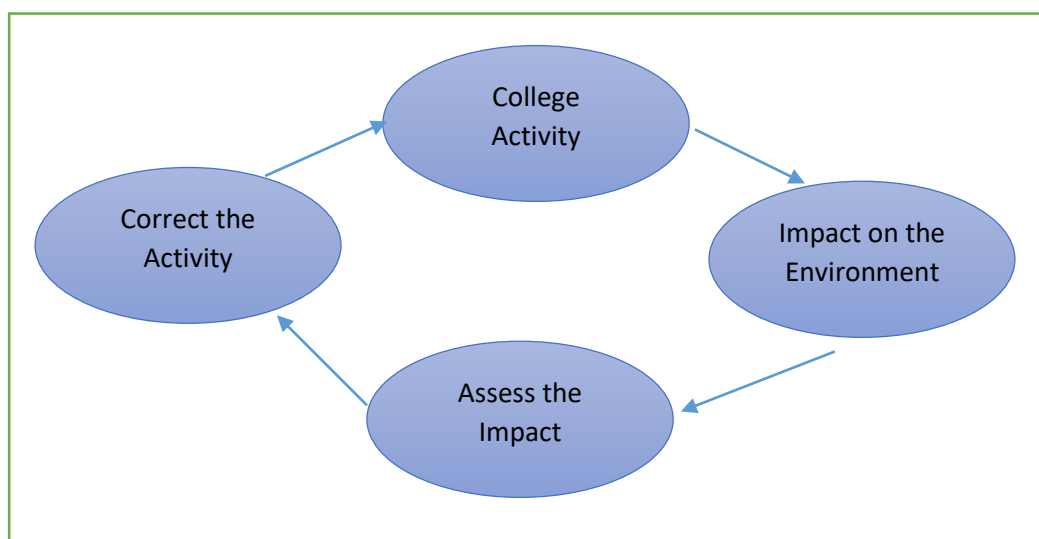 College
Activity
Impact on the
Environment
Assess the
Impact
Correct the
Activity